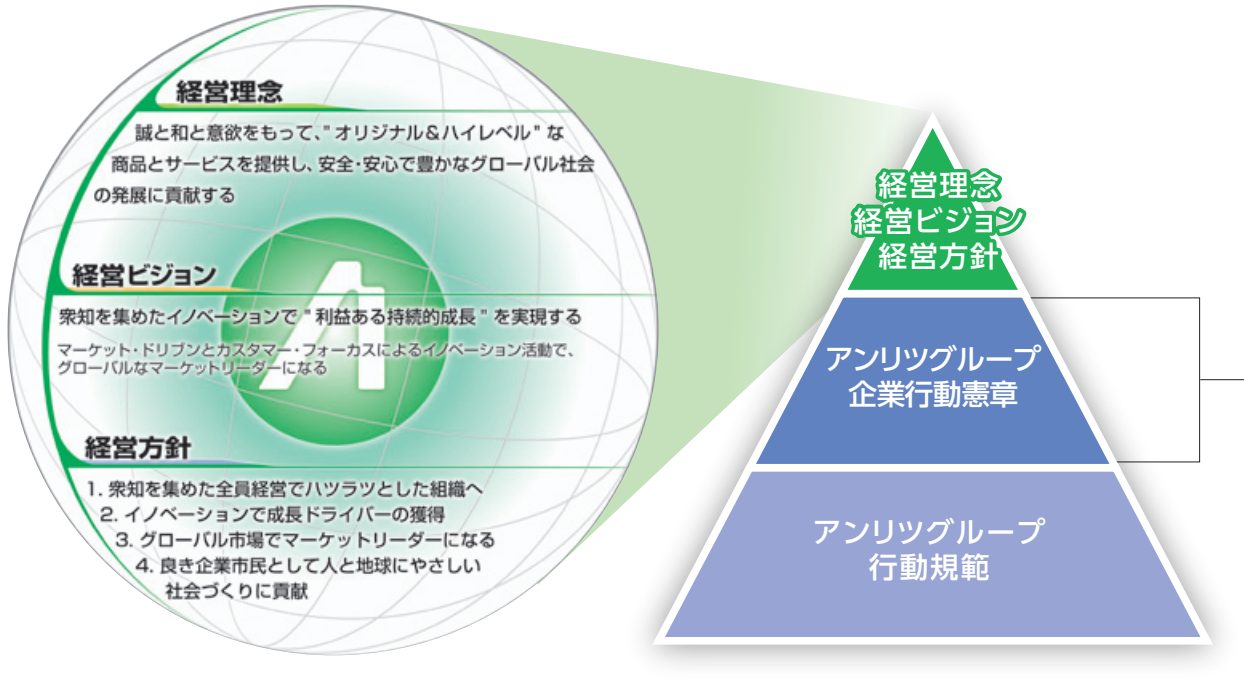 経営理念
誠と和と意欲をもって、"オリジナル&ハイレベル"な
商品とサービスを提供し、安全・安心で豊かなグローバル社会
の発展に貢献する
経営ビジョン
衆知を集めたイノベーションで"利益ある持続的成長"を実現する
マーケット・ドリブンとカスタマー・フォーカスによるイノベーション活動で、
グローバルなマーケットリーダーになる
経営方針
1. 衆知を集めた全員経営でハツラツとした組織へ
2. イノベーションで成長ドライバーの獲得
3. グローバル市場でマーケットリーダーになる
4. 良き企業市民として人と地球にやさしい
社会づくりに貢献
経営理念
経営ビジョン
経営方針
アンリツグループ
企業行動憲章
アンリツグループ
行動規範